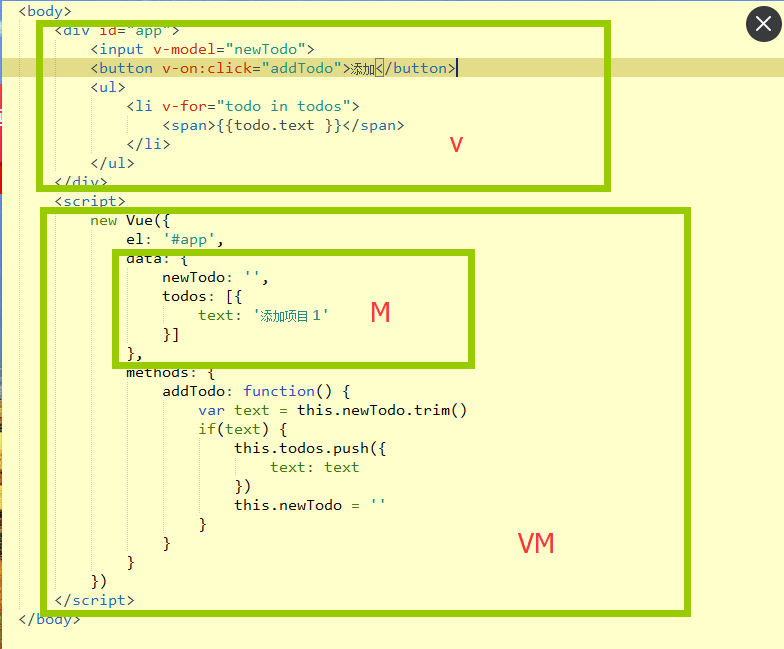 <body>
<div id="app">
<input v-model="newTodo">
<button v-on:click="addTodo">添加</button>
<ul>
<li v-for="todo in todos">
<span>{{todo.text }}</span>
</li>
V
</ul>
</div>
<script>
new Vue({
el: '#app',
data: {
newTodo: '',
todos: [{
text: '添加项目1'
M
}]
},
methods: {
addTodo: function() {
var text = this.newTodo.trim()
if(text) {
this.todos.push({
text: text
})
this.newTodo = ''
}
}
VM
}
})
</script>
</body>